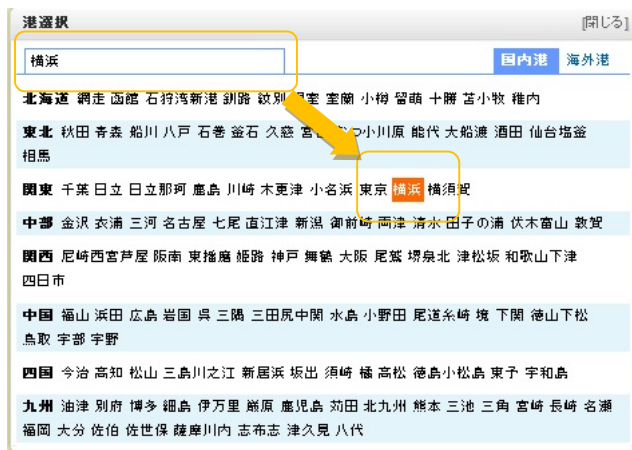 港選択 [閉じる]
横浜 国内港 海外港
北海道 網走 函館 石狩湾新港 釧路 紋別 室蘭 小樽 留萌 十勝 苫小牧 稚内
東北 秋田 青森 船川 八戸 石巻 釜石 久慈 つ小川原 能代 大船渡 酒田 仙台塩釜
相馬
関東 千葉 日立 日立那珂 鹿島 川崎 木更津 小名浜 東京 横浜 横須賀
中部 金沢 衣浦 三河 名古屋 七尾 直江津 新潟 御前崎 両津 清水 田子の浦 伏木富山 敦賀
関西 尼崎西宮芦屋 阪南 東播磨 姫路 神戸 舞鶴 大阪 尾鷲 堺泉北 津松坂 和歌山下津
四日市
中国 福山 浜田 広島 岩国 呉 三隅 三田尻中関 水島 小野田 尾道糸崎 境 下関 徳山下松
鳥取 宇部 宇野
四国 今治 高知 松山 三島川之江 新居浜 坂出 須崎 橘 高松 徳島小松島 東予 宇和島
九州 油津 別府 博多 細島 伊万里 厳原 鹿児島 苅田 北九州 熊本 三池 三角 宮崎 長崎 名瀬
福岡 大分 佐伯 佐世保 薩摩川内 志布志 津久見 八代